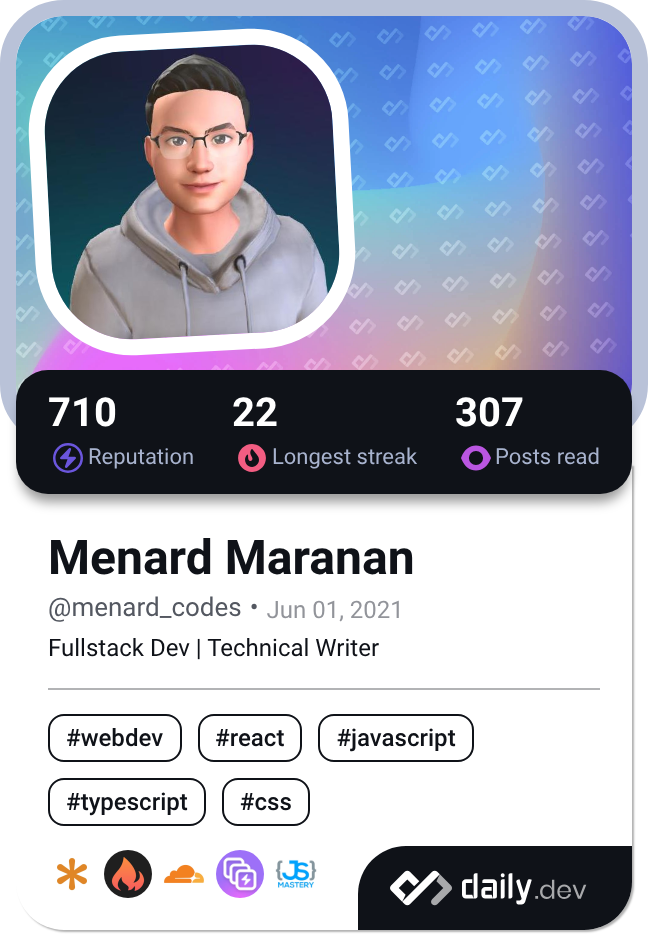 710 22 307
Reputation Longest streak Posts read
Menard Maranan
@menard_codes • Jun 01, 2021
Fullstack Dev | Technical Writer
#webdev #react #javascript
#typescript #css
{JS}
MASTERY
daily.dev